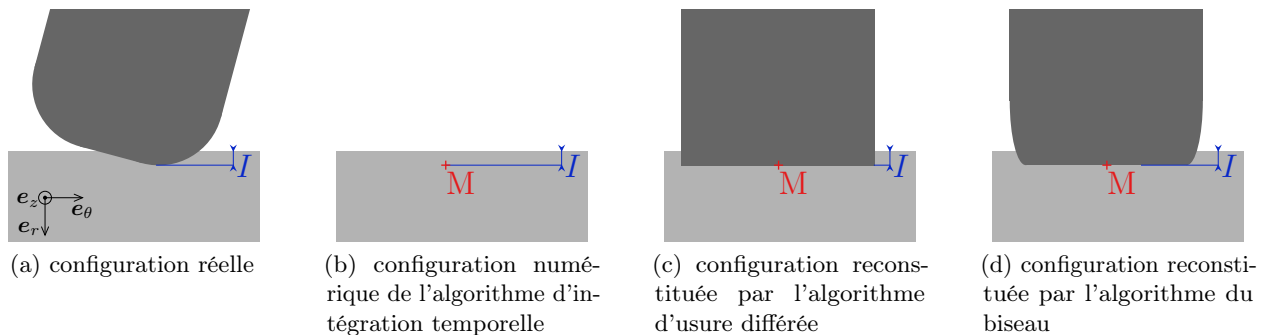 I
M
I
M
I
M
I
e_z
e_θ
e_r
(a) configuration réelle
(b) configuration numé-
rique de l'algorithme d'in-
tégration temporelle
(c) configuration recons-
tituée par l'algorithme
d'usure différée
(d) configuration reconsti-
tuée par l'algorithme du
biseau